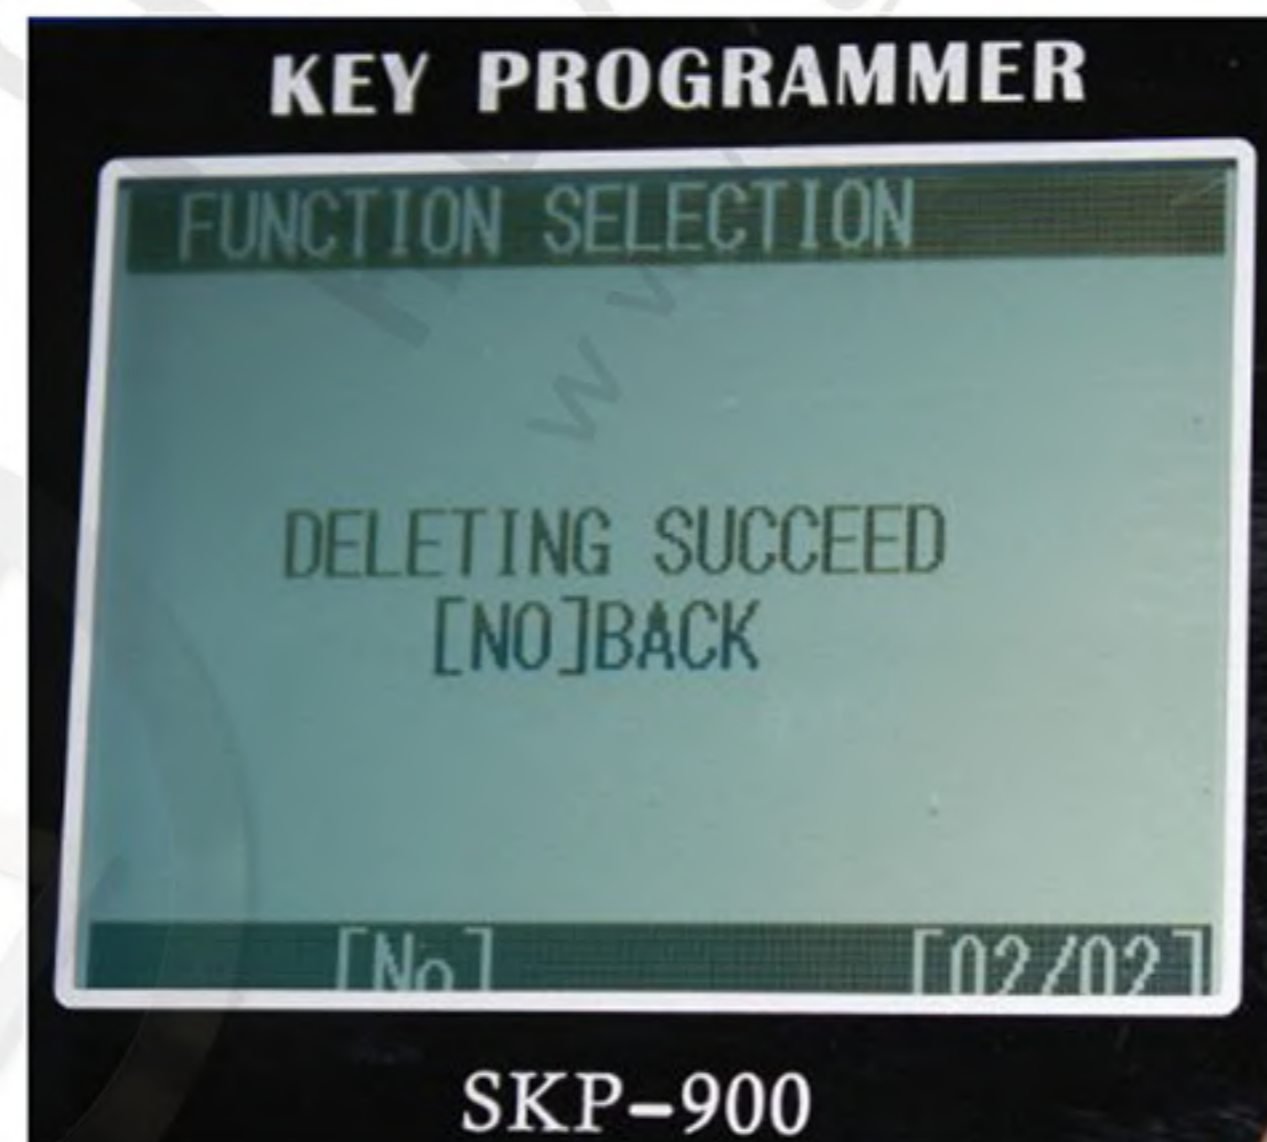 KEY PROGRAMMER
FUNCTION SELECTION
DELETING SUCCEED
[NO]BACK
[No] [02/02]
SKP-900